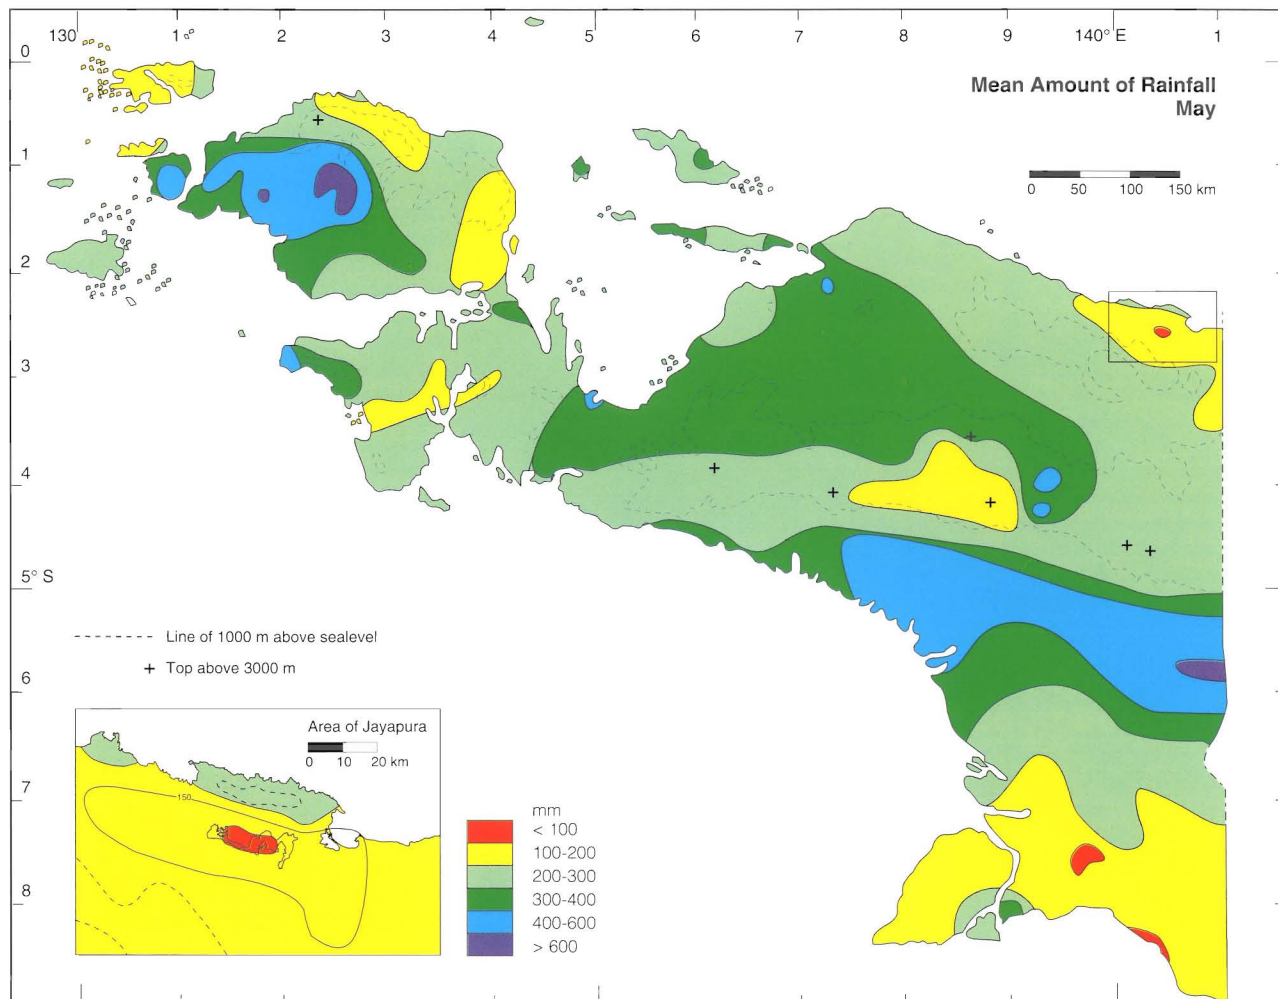 130 1° 2 3 4 5 6 7 8 9 140° E 1
0
Mean Amount of Rainfall
May
1
0 50 100 150 km
2
3
4
5° S
Line of 1000 m above sealevel
Top above 3000 m
6
Area of Jayapura
0 10 20 km
7
150
mm
< 100
100-200
200-300
300-400
400-600
> 600
8